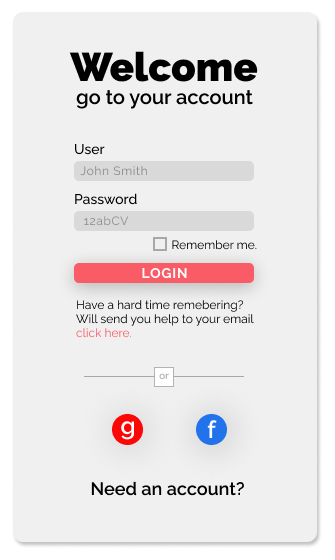 Welcome
go to your account
User
John Smith
Password
12abCV
Remember me.
LOGIN
Have a hard time remebering?
Will send you help to your email
click here.
or
g f
Need an account?